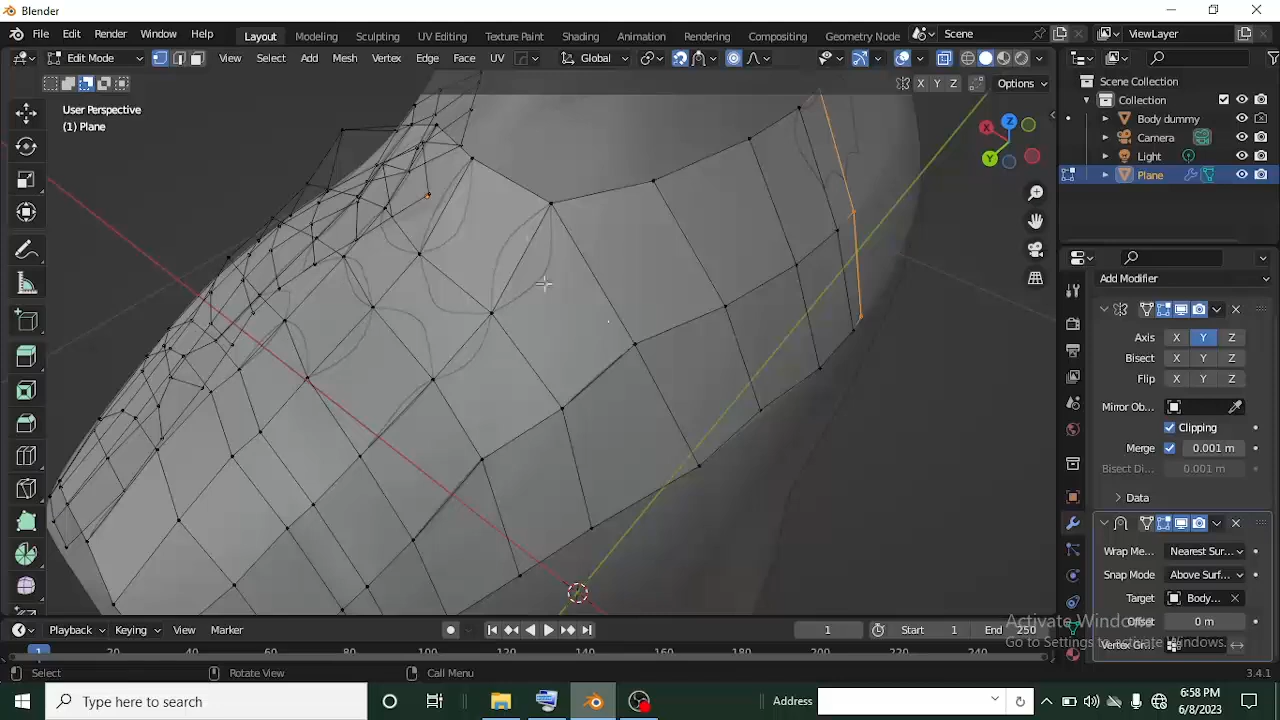 Blender
File Edit Render Window Help Layout Modeling Sculpting UV Editing Texture Paint Shading Animation Rendering Compositing Geometry Node Scene ViewLayer
Edit Mode View Select Add Mesh Vertex Edge Face UV Global
X Y Z Options
User Perspective
(1) Plane
X Y Z
Scene Collection
Collection
Body dummy
Camera
Light
Plane
Add Modifier
Axis X Y Z
Bisect X Y Z
Flip X Y Z
Mirror Ob...
Clipping
Merge 0.001 m
Bisect Di... 0.001 m
Data
Wrap Me... Nearest Sur...
Snap Mode Above Surf...
Target Body...
Offset 0 m
Vertex Gr...
Activate Windows
Go to Settings to activate Windows.
Playback Keying View Marker 1 Start 1 End 250
1 20 40 60 80 100 120 140 160 180 200 220 240
Select Rotate View Call Menu 3.4.1
Type here to search Address 6:58 PM
6/8/2023